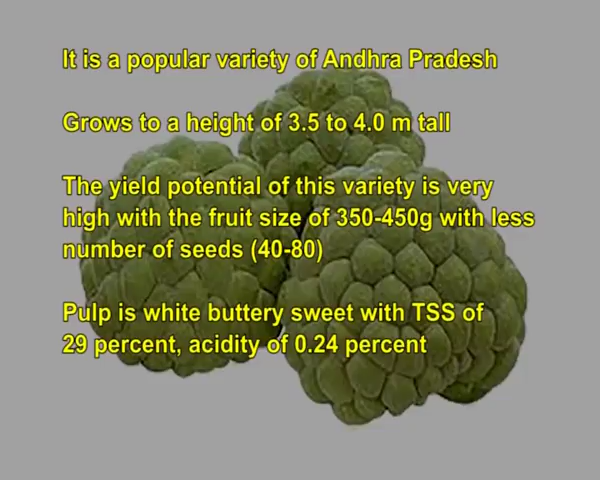 It is a popular variety of Andhra Pradesh
Grows to a height of 3.5 to 4.0 m tall
The yield potential of this variety is very
high with the fruit size of 350-450g with less
number of seeds (40-80)
Pulp is white buttery sweet with TSS of
29 percent, acidity of 0.24 percent